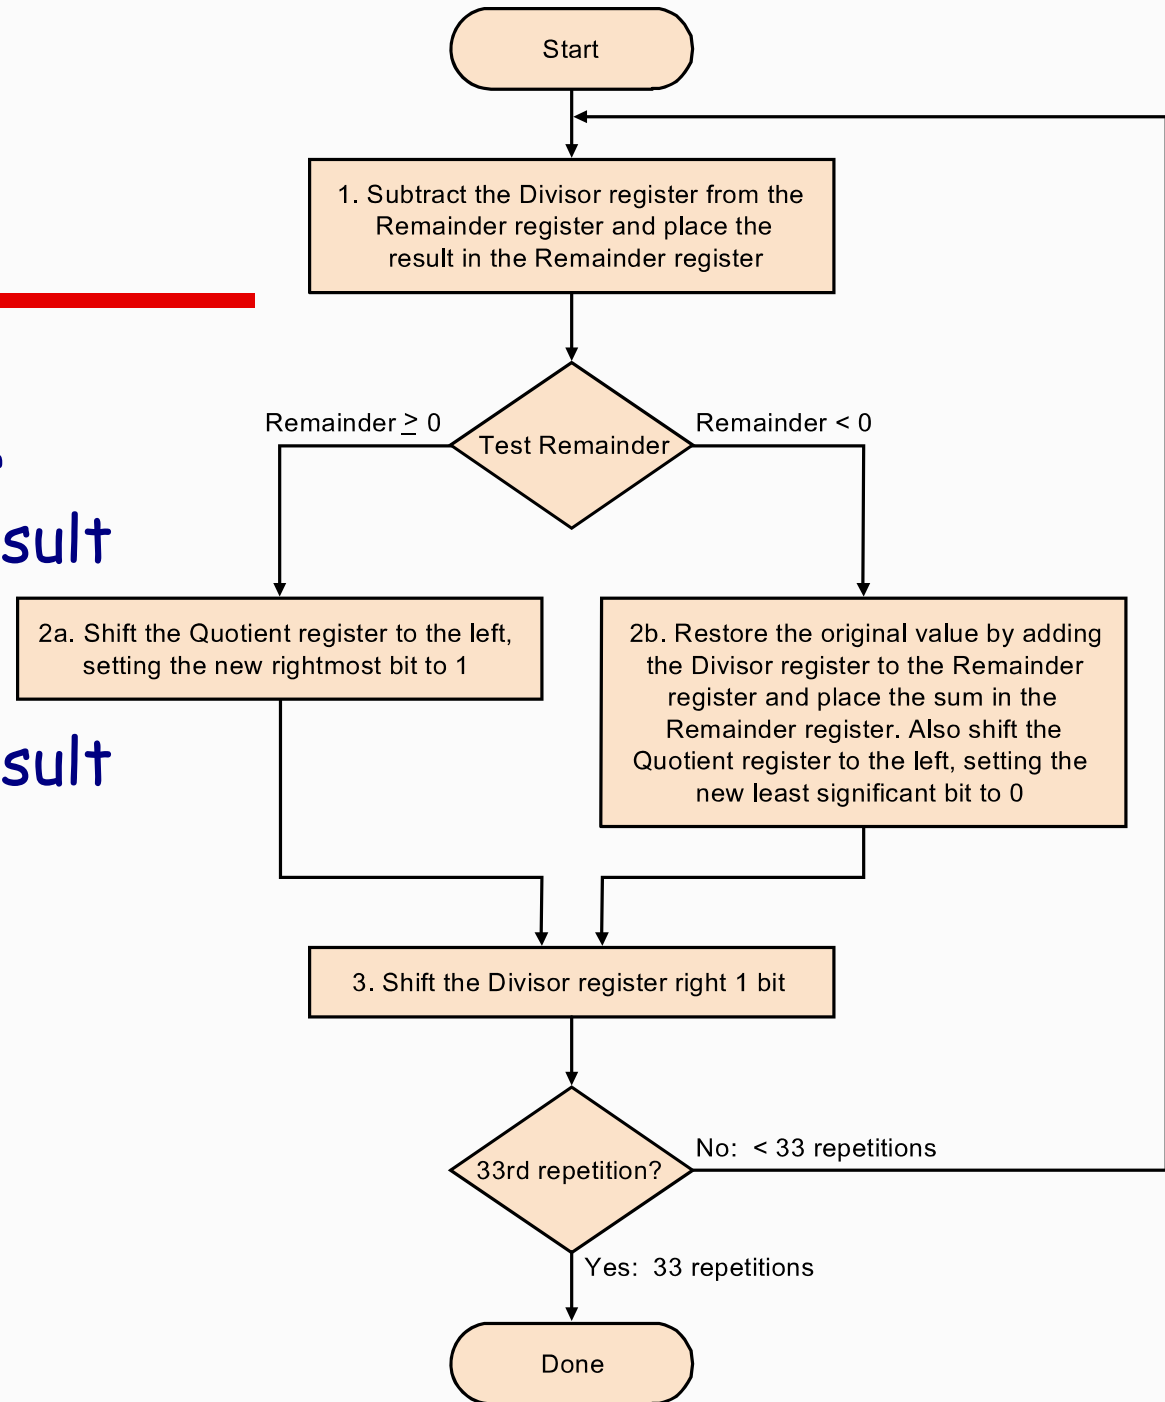 Start
1. Subtract the Divisor register from the
Remainder register and place the
result in the Remainder register
Remainder ≥ 0
Test Remainder
Remainder < 0
sult
2a. Shift the Quotient register to the left,
setting the new rightmost bit to 1
2b. Restore the original value by adding
the Divisor register to the Remainder
register and place the sum in the
Remainder register. Also shift the
Quotient register to the left, setting the
new least significant bit to 0
sult
3. Shift the Divisor register right 1 bit
33rd repetition?
No: < 33 repetitions
Yes: 33 repetitions
Done